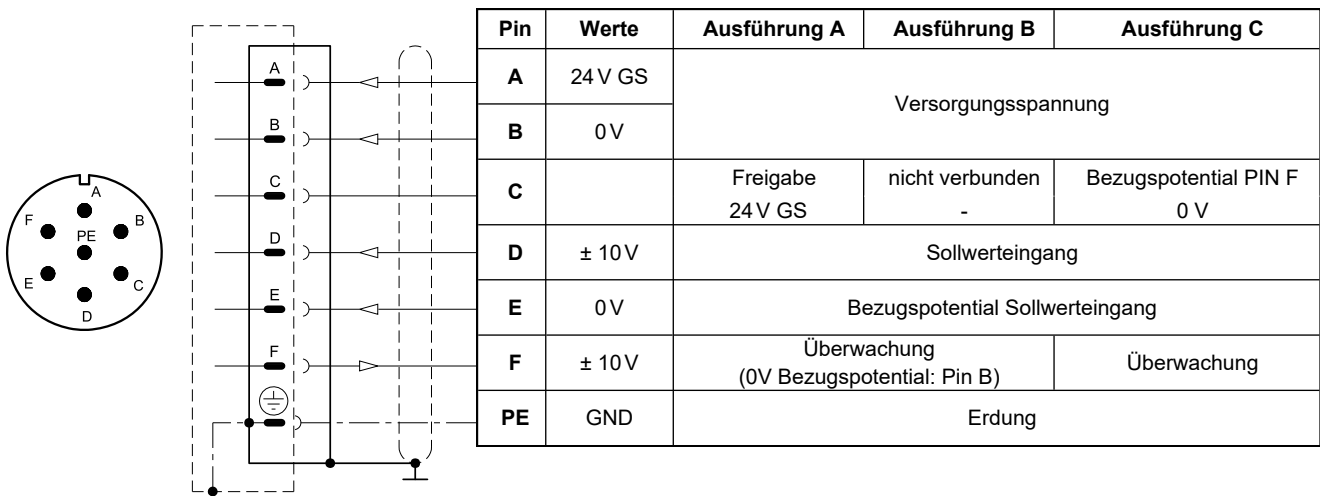 A
F
B
PE
E
C
D
A
B
C
D
E
F
Pin Werte Ausführung A Ausführung B Ausführung C
A 24 V GS Versorgungsspannung
B 0 V
C Freigabe nicht verbunden Bezugspotential PIN F
24 V GS - 0 V
D ± 10 V Sollwerteingang
E 0 V Bezugspotential Sollwerteingang
F ± 10 V Überwachung Überwachung
(0V Bezugspotential: Pin B)
PE GND Erdung